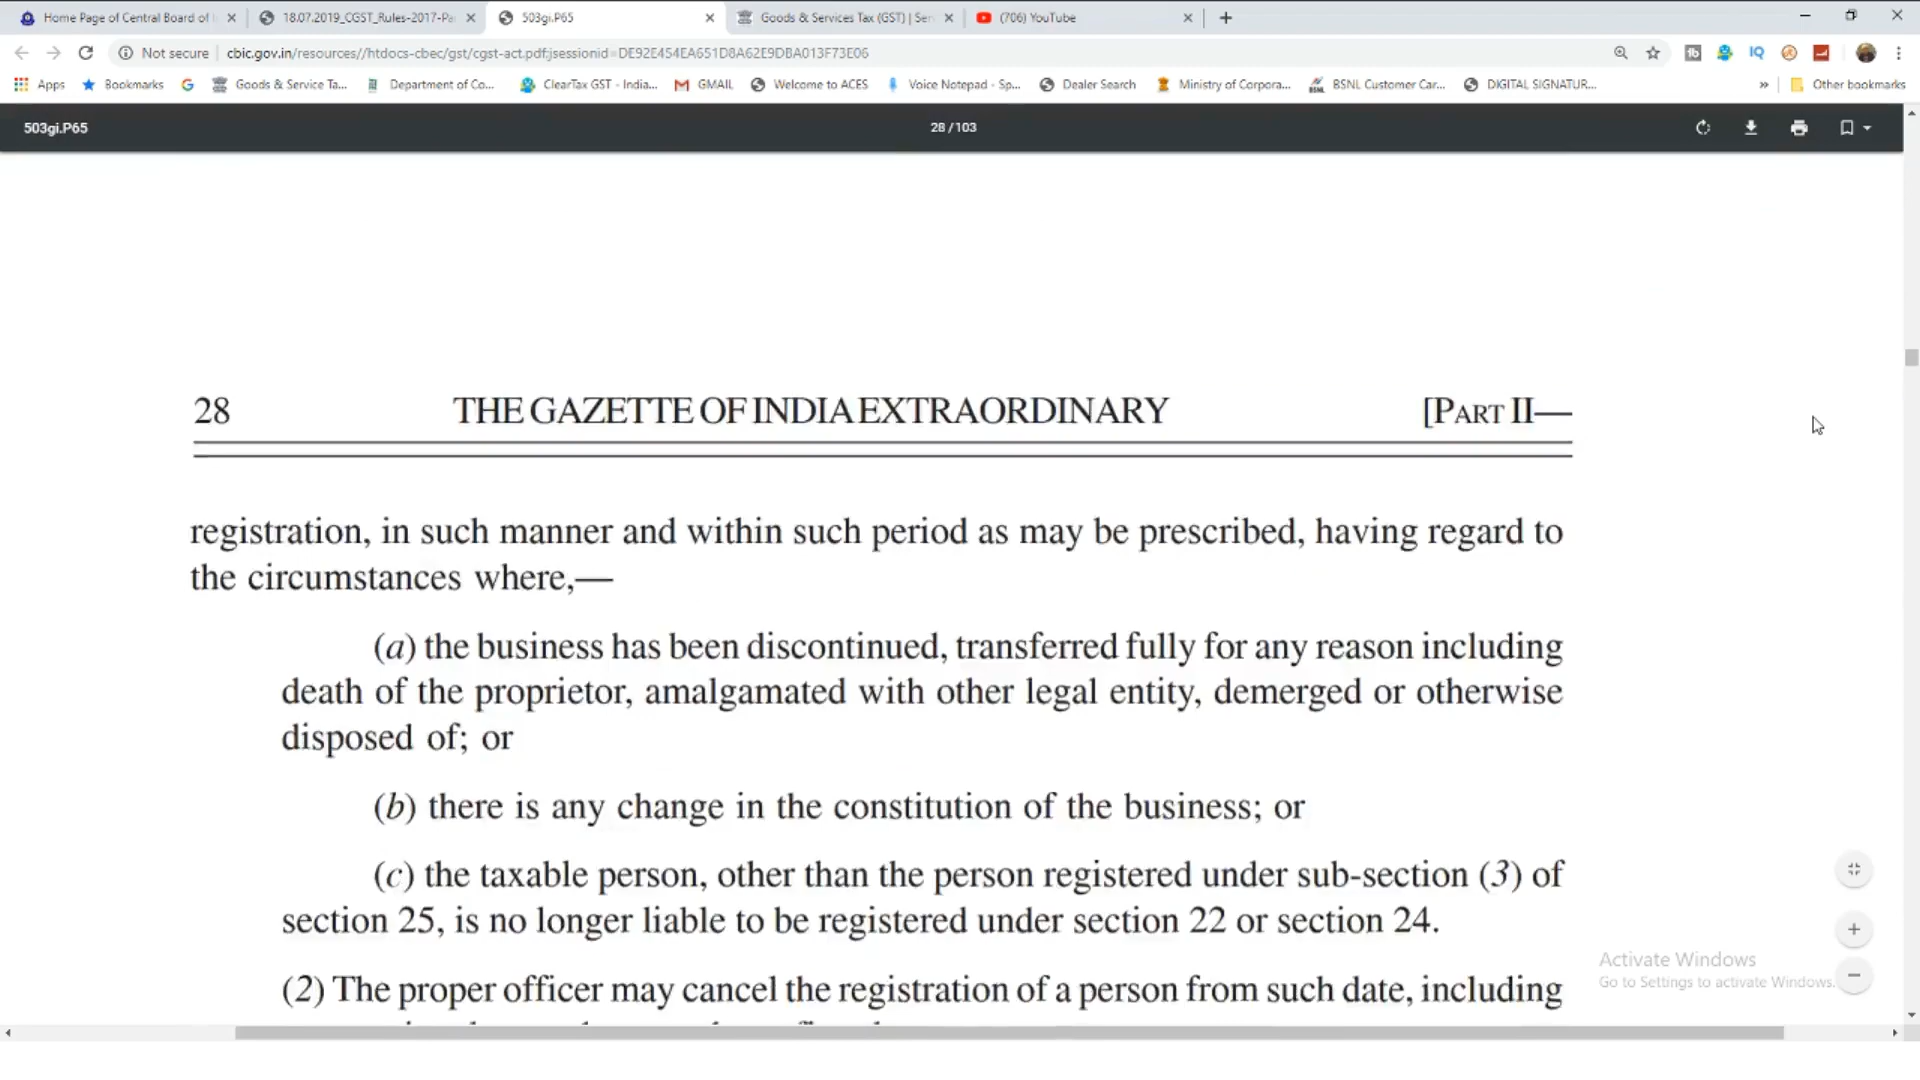 Home Page of Central Board of I
18.07.2019_CGST_Rules-2017-Pa
503gi.P65
Goods & Services Tax (GST) | Ser
(706) YouTube
Not secure
cbic.gov.in/resources//htdocs-cbec/gst/cgst-act.pdf;jsessionid=DE92E454EA651D8A62E9DBA013F73E06
Apps
Bookmarks
Goods & Service Ta...
Department of Co...
ClearTax GST - India...
GMAIL
Welcome to ACES
Voice Notepad - Sp...
Dealer Search
Ministry of Corpora...
BSNL Customer Car...
DIGITAL SIGNATUR...
»
Other bookmarks
503gi.P65
28 / 103
28 THE GAZETTE OF INDIA EXTRAORDINARY [PART II—
registration, in such manner and within such period as may be prescribed, having regard to
the circumstances where,—
(a) the business has been discontinued, transferred fully for any reason including
death of the proprietor, amalgamated with other legal entity, demerged or otherwise
disposed of; or
(b) there is any change in the constitution of the business; or
(c) the taxable person, other than the person registered under sub-section (3) of
section 25, is no longer liable to be registered under section 22 or section 24.
(2) The proper officer may cancel the registration of a person from such date, including
Activate Windows
Go to Settings to activate Windows.